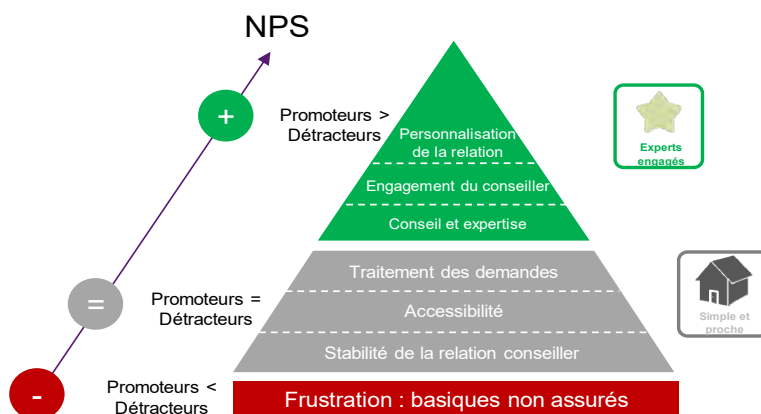 NPS
+
Promoteurs >
Détracteurs
Personnalisation
de la relation
Engagement du conseiller
Conseil et expertise
Experts
engagés
=
Promoteurs =
Détracteurs
Traitement des demandes
Accessibilité
Stabilité de la relation conseiller
Simple et
proche
-
Promoteurs <
Détracteurs
Frustration : basiques non assurés